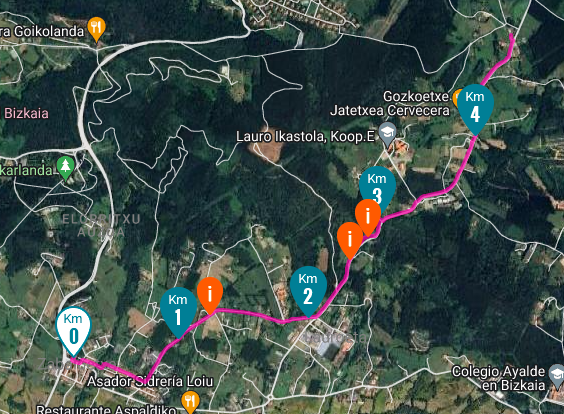 ra Goikolanda
Gozkoetxe
Jatetxea Cervecera
Km
4
Bizkaia
Lauro Ikastola, Koop.E
karlanda
Km
3
i
i
i
Km
2
Km
1
Km
0
Asador Sidrería Loiu
Colegio Ayalde
en Bizkaia
Restaurante Aspaldiko